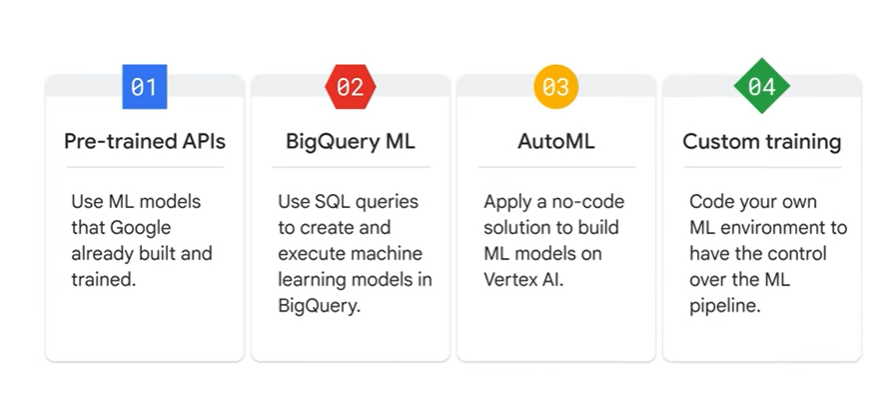 01
Pre-trained APIs
Use ML models
that Google
already built and
trained.
02
BigQuery ML
Use SQL queries
to create and
execute machine
learning models in
BigQuery.
03
AutoML
Apply a no-code
solution to build
ML models on
Vertex AI.
04
Custom training
Code your own
ML environment to
have the control
over the ML
pipeline.